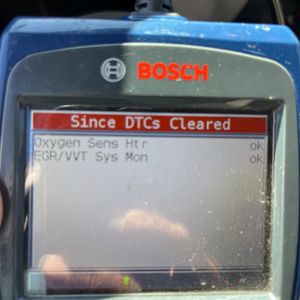 BOSCH
Since DTCs Cleared
Oxygen Sens Htr ok
EGR/VVT Sys Mon ok